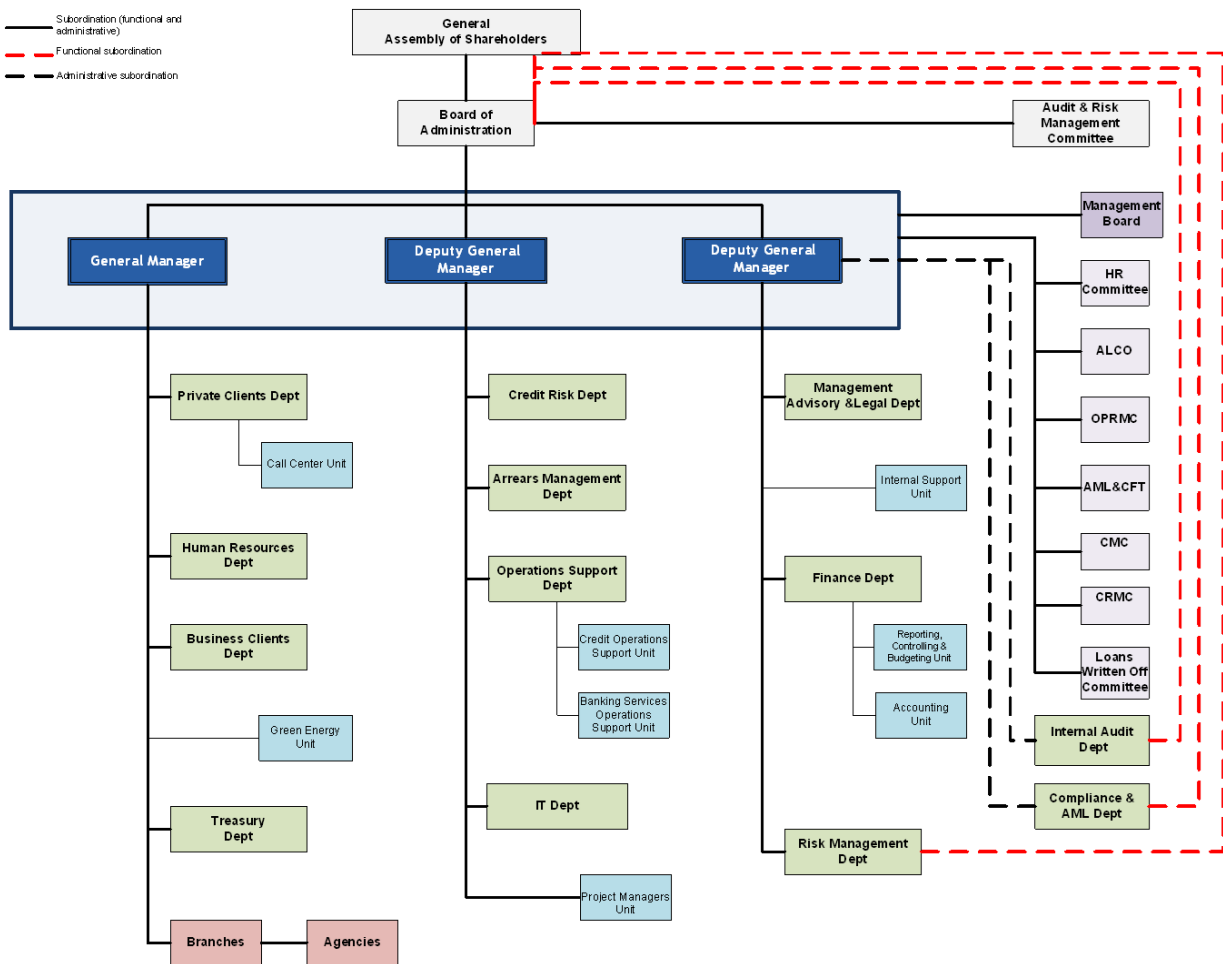 Subordination (functional and
administrative)
Functional subordination
Administrative subordination
General
Assembly of Shareholders
Board of
Administration
Audit & Risk
Management
Committee
General Manager
Deputy General
Manager
Deputy General
Manager
Management
Board
HR
Committee
ALCO
OPRMC
AML&CFT
CMC
CRMC
Loans
Written Off
Committee
Internal Audit
Dept
Compliance &
AML Dept
Private Clients Dept
Call Center Unit
Human Resources
Dept
Business Clients
Dept
Green Energy
Unit
Treasury
Dept
Branches
Agencies
Credit Risk Dept
Arrears Management
Dept
Operations Support
Dept
Credit Operations
Support Unit
Banking Services
Operations
Support Unit
IT Dept
Project Managers
Unit
Management
Advisory &Legal Dept
Internal Support
Unit
Finance Dept
Reporting,
Controlling &
Budgeting Unit
Accounting
Unit
Risk Management
Dept